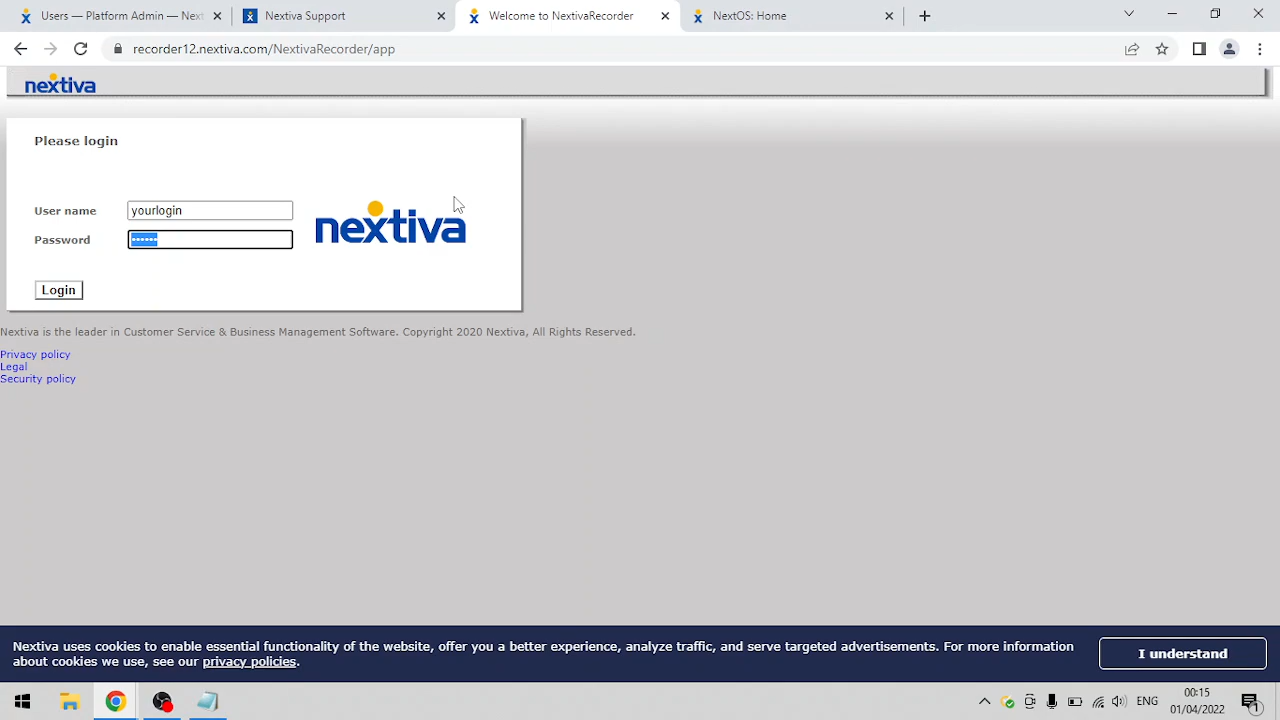 Users — Platform Admin — Nex
Nextiva Support
Welcome to NextivaRecorder
NextOS: Home
recorder12.nextiva.com/NextivaRecorder/app
nextiva
Please login
User name
yourlogin
Password
••••••
nextiva
Login
Nextiva is the leader in Customer Service & Business Management Software. Copyright 2020 Nextiva, All Rights Reserved.
Privacy policy
Legal
Security policy
Nextiva uses cookies to enable essential functionality of the website, offer you a better experience, analyze traffic, and serve targeted advertisements. For more information
about cookies we use, see our privacy policies.
I understand
ENG
00:15
01/04/2022
1